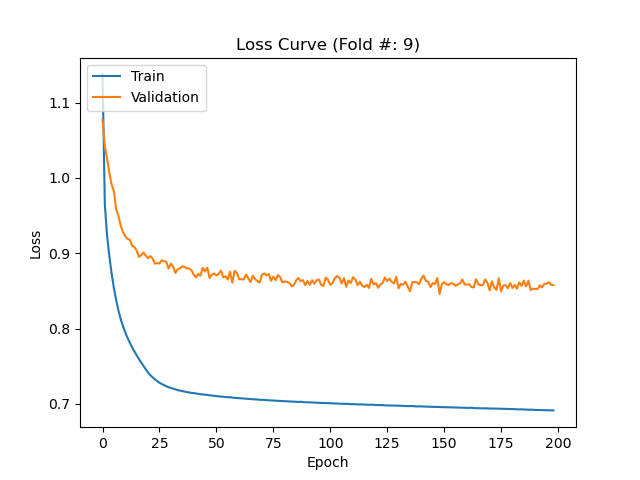 Loss Curve (Fold #: 9)
Train
Validation
1.1
1.0
0.9
0.8
0.7
Loss
0 25 50 75 100 125 150 175 200
Epoch